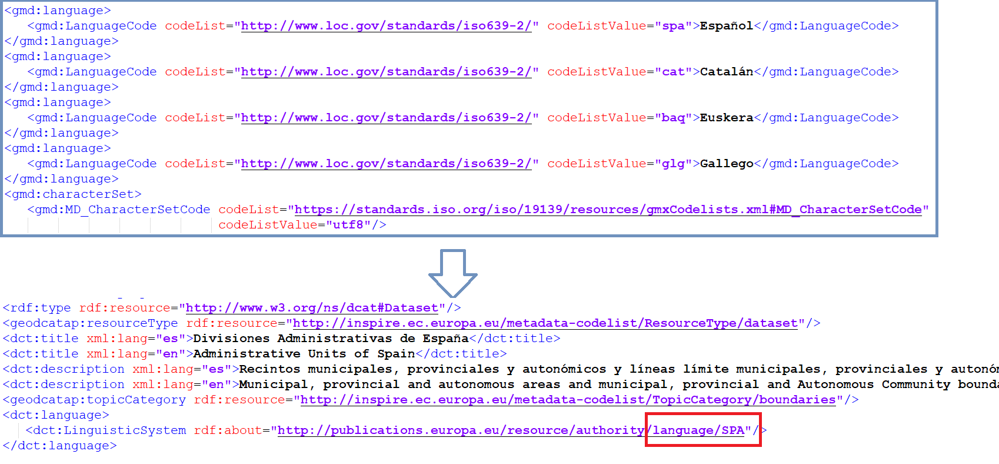 <gmd:language>
<gmd:LanguageCode codeList="http://www.loc.gov/standards/iso639-2/" codeListValue="spa">Español</gmd:LanguageCode>
</gmd:language>
<gmd:language>
<gmd:LanguageCode codeList="http://www.loc.gov/standards/iso639-2/" codeListValue="cat">Catalán</gmd:LanguageCode>
</gmd:language>
<gmd:language>
<gmd:LanguageCode codeList="http://www.loc.gov/standards/iso639-2/" codeListValue="baq">Euskera</gmd:LanguageCode>
</gmd:language>
<gmd:language>
<gmd:LanguageCode codeList="http://www.loc.gov/standards/iso639-2/" codeListValue="glg">Gallego</gmd:LanguageCode>
</gmd:language>
<gmd:characterSet>
<gmd:MD_CharacterSetCode codeList="https://standards.iso.org/iso/19139/resources/gmxCodelists.xml#MD_CharacterSetCode"
codeListValue="utf8"/>
<rdf:type rdf:resource="http://www.w3.org/ns/dcat#Dataset"/>
<geodcatap:resourceType rdf:resource="http://inspire.ec.europa.eu/metadata-codelist/ResourceType/dataset"/>
<dct:title xml:lang="es">Divisiones Administrativas de España</dct:title>
<dct:title xml:lang="en">Administrative Units of Spain</dct:title>
<dct:description xml:lang="es">Recintos municipales, provinciales y autonómicos y líneas límite municipales, provinciales y
<dct:description xml:lang="en">Municipal, provincial and autonomous areas and municipal, provincial and Autonomous Community
<geodcatap:topicCategory rdf:resource="http://inspire.ec.europa.eu/metadata-codelist/TopicCategory/boundaries"/>
<dct:language>
<dct:LinguisticSystem rdf:about="http://publications.europa.eu/resource/authority/language/SPA"/>
</dct:language>